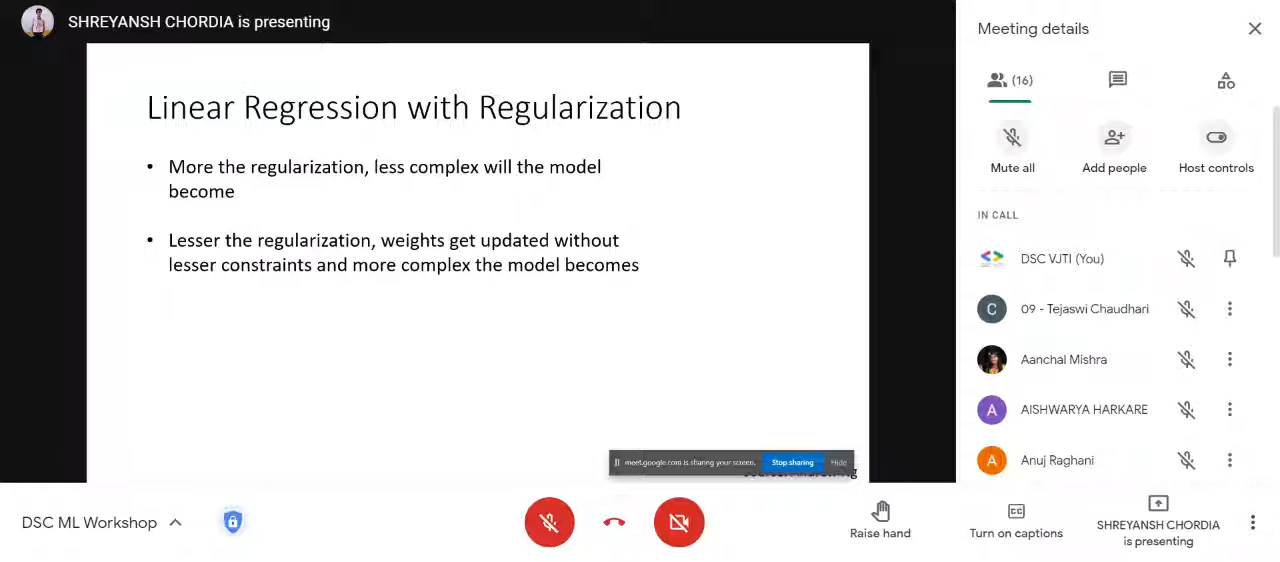 SHREYANSH CHORDIA is presenting
Linear Regression with Regularization
• More the regularization, less complex will the model
become
• Lesser the regularization, weights get updated without
lesser constraints and more complex the model becomes
meet.google.com is sharing your screen.
Stop sharing
Hide
Meeting details
(16)
Mute all
Add people
Host controls
IN CALL
DSC VJTI (You)
C
09 - Tejaswi Chaudhari
Aanchal Mishra
A
AISHWARYA HARKARE
A
Anuj Raghani
DSC ML Workshop
Raise hand
CC
Turn on captions
SHREYANSH CHORDIA
is presenting